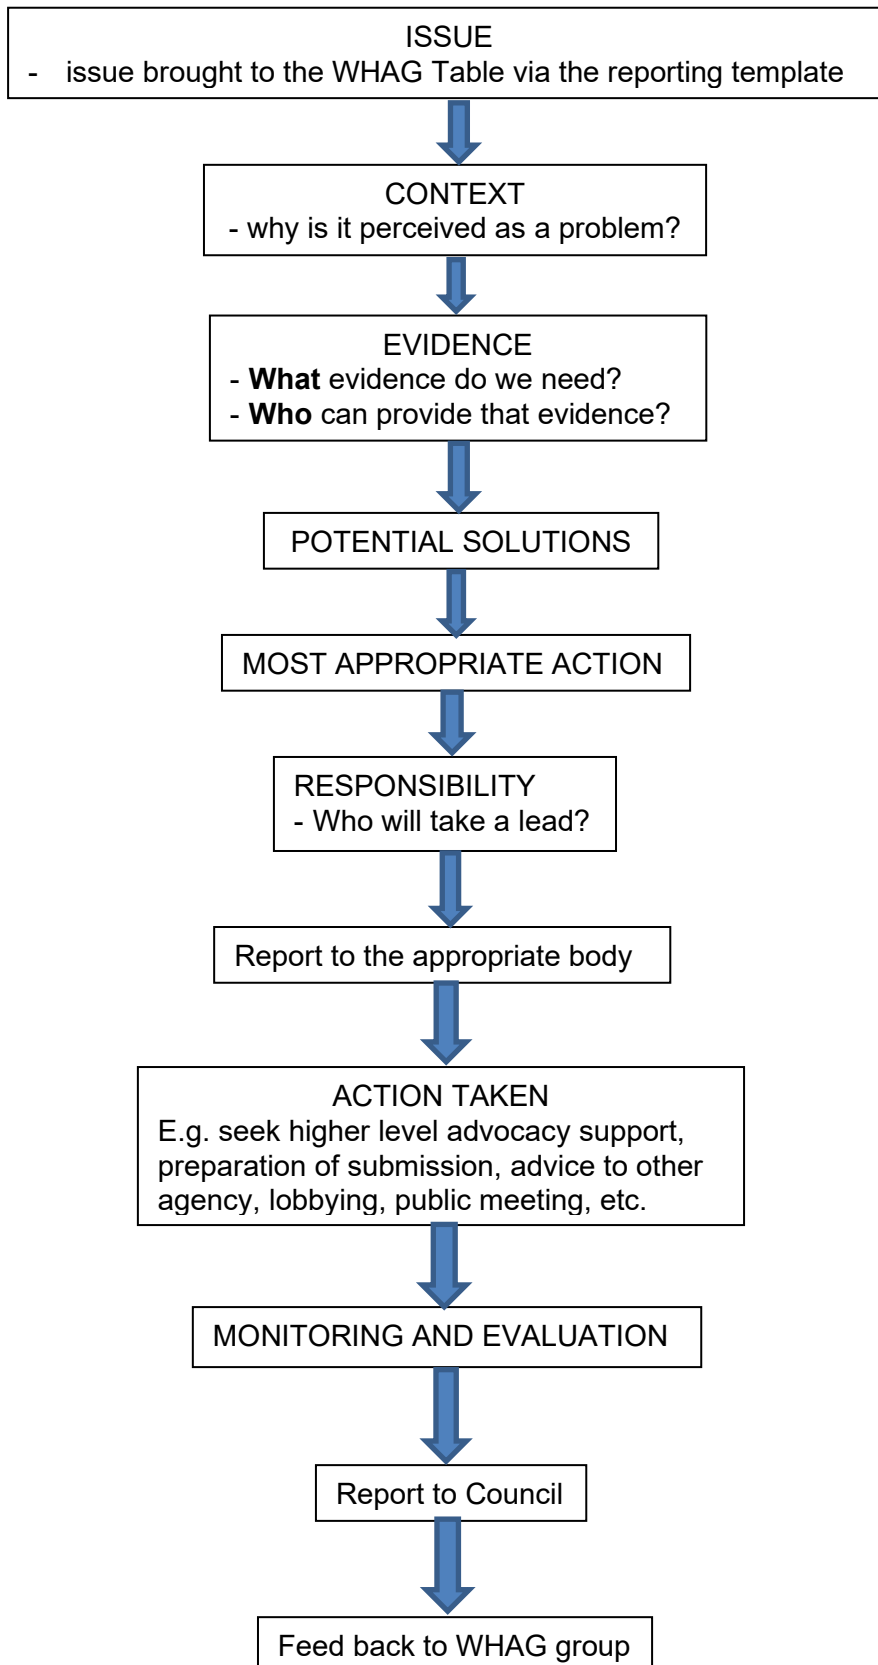 ISSUE
- issue brought to the WHAG Table via the reporting template
CONTEXT
- why is it perceived as a problem?
EVIDENCE
- What evidence do we need?
- Who can provide that evidence?
POTENTIAL SOLUTIONS
MOST APPROPRIATE ACTION
RESPONSIBILITY
- Who will take a lead?
Report to the appropriate body
ACTION TAKEN
E.g. seek higher level advocacy support,
preparation of submission, advice to other
agency, lobbying, public meeting, etc.
MONITORING AND EVALUATION
Report to Council
Feed back to WHAG group